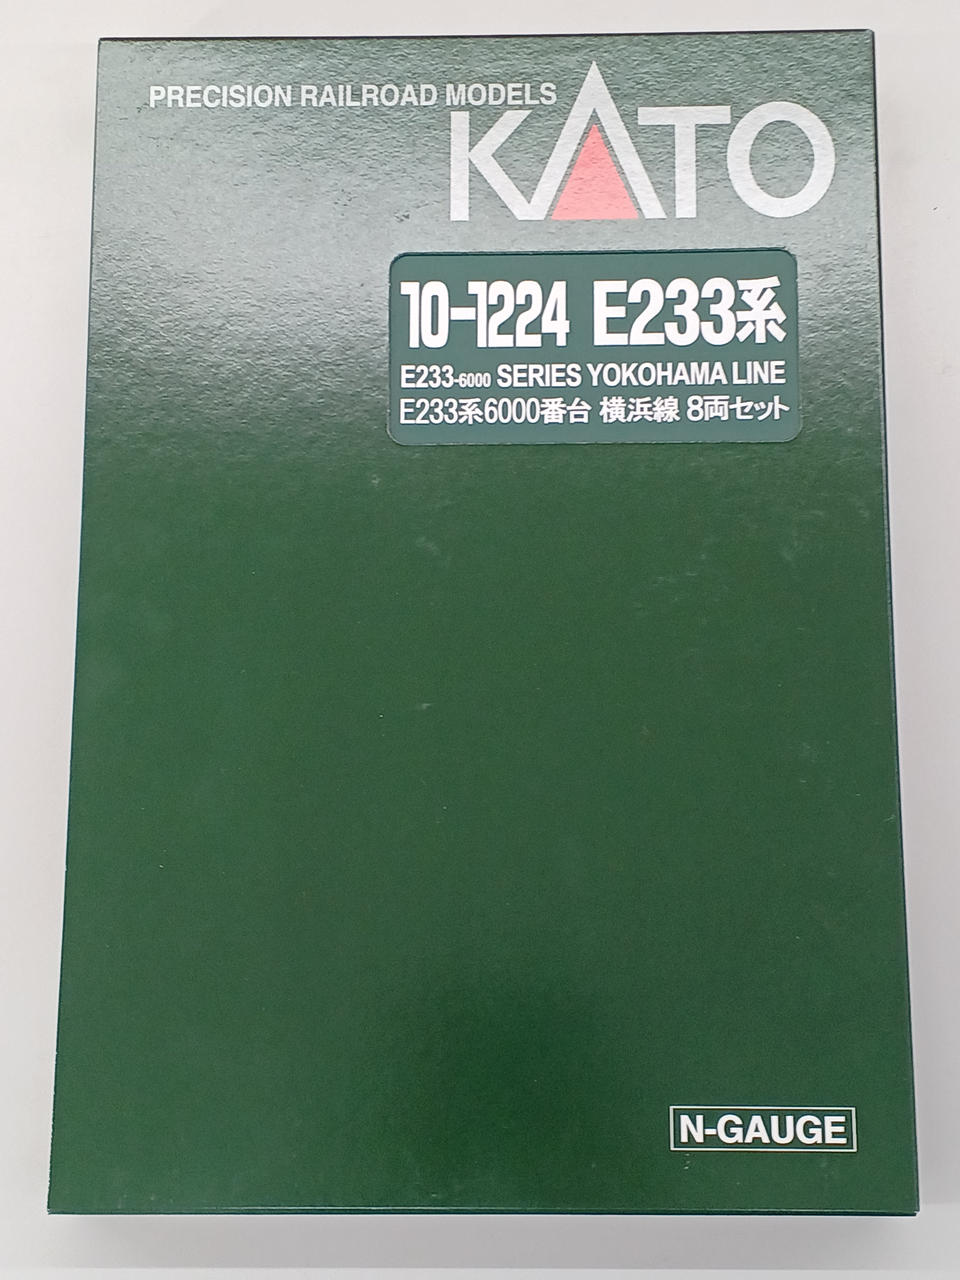 PRECISION RAILROAD MODELS
KATO
10-1224 E233系
E233-6000 SERIES YOKOHAMA LINE
E233系6000番台 横浜線 8両セット
N-GAUGE